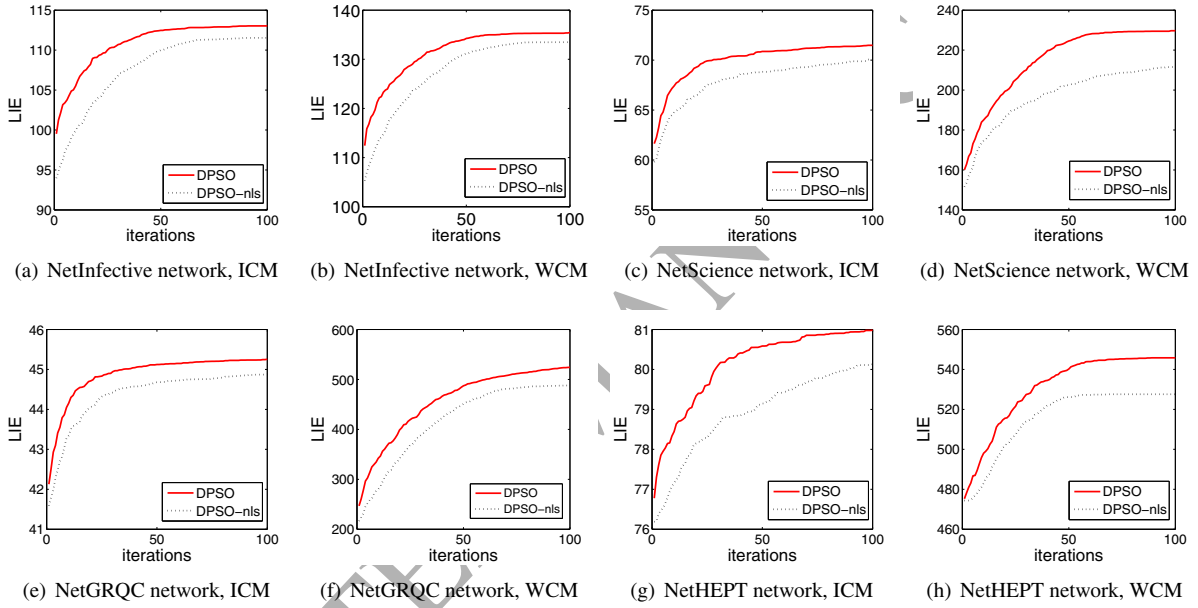 115
110
105
100
95
90
LIE
0
50
100
iterations
DPSO
DPSO-nls
(a) NetInfective network, ICM
140
130
120
110
100
LIE
0
50
100
iterations
DPSO
DPSO-nls
(b) NetInfective network, WCM
75
70
65
60
55
LIE
0
50
100
iterations
DPSO
DPSO-nls
(c) NetScience network, ICM
240
220
200
180
160
140
LIE
0
50
100
iterations
DPSO
DPSO-nls
(d) NetScience network, WCM
46
45
44
43
42
41
LIE
0
50
100
iterations
DPSO
DPSO-nls
(e) NetGRQC network, ICM
600
500
400
300
200
LIE
0
50
100
iterations
DPSO
DPSO-nls
(f) NetGRQC network, WCM
81
80
79
78
77
76
LIE
0
50
100
iterations
DPSO
DPSO-nls
(g) NetHEPT network, ICM
560
540
520
500
480
460
LIE
0
50
100
iterations
DPSO
DPSO-nls
(h) NetHEPT network, WCM